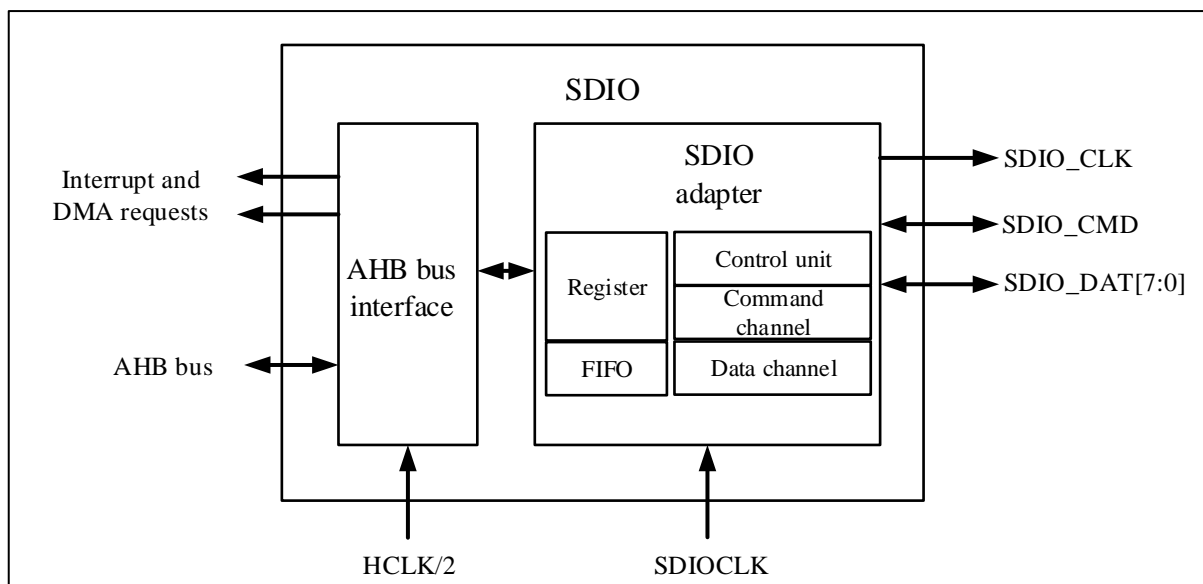 SDIO
SDIO
adapter
SDIO_CLK
Interrupt and
DMA requests
SDIO_CMD
AHB bus
interface
Control unit
Register
SDIO_DAT[7:0]
Command
channel
AHB bus
FIFO
Data channel
HCLK/2
SDIOCLK